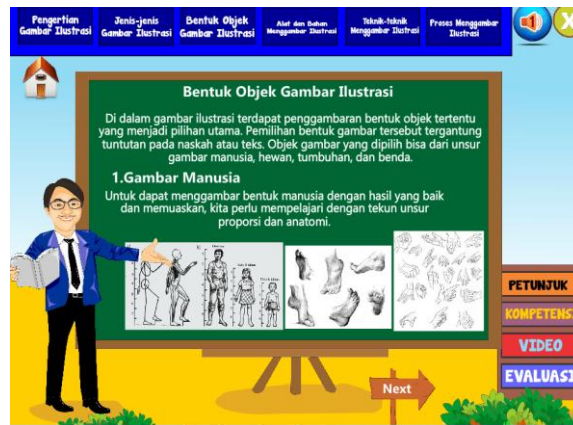 Pengertian
Gambar Ilustrasi
Jenis-jenis
Gambar Ilustrasi
Bentuk Objek
Gambar Ilustrasi
Alat dan Bahan
Menggambar Ilustrasi
Teknik-teknik
Menggambar Ilustrasi
Proses Menggambar
Ilustrasi
Bentuk Objek Gambar Ilustrasi
Di dalam gambar ilustrasi terdapat penggambaran bentuk objek tertentu
yang menjadi pilihan utama. Pemilihan bentuk gambar tersebut tergantung
tuntutan pada naskah atau teks. Objek gambar yang dipilih bisa dari unsur
gambar manusia, hewan, tumbuhan, dan benda.
1.Gambar Manusia
Untuk dapat menggambar bentuk manusia dengan hasil yang baik
dan memuaskan, kita perlu mempelajari dengan tekun unsur
proporsi dan anatomi.
PETUNJUK
KOMPETENSI
VIDEO
EVALUASI
Next